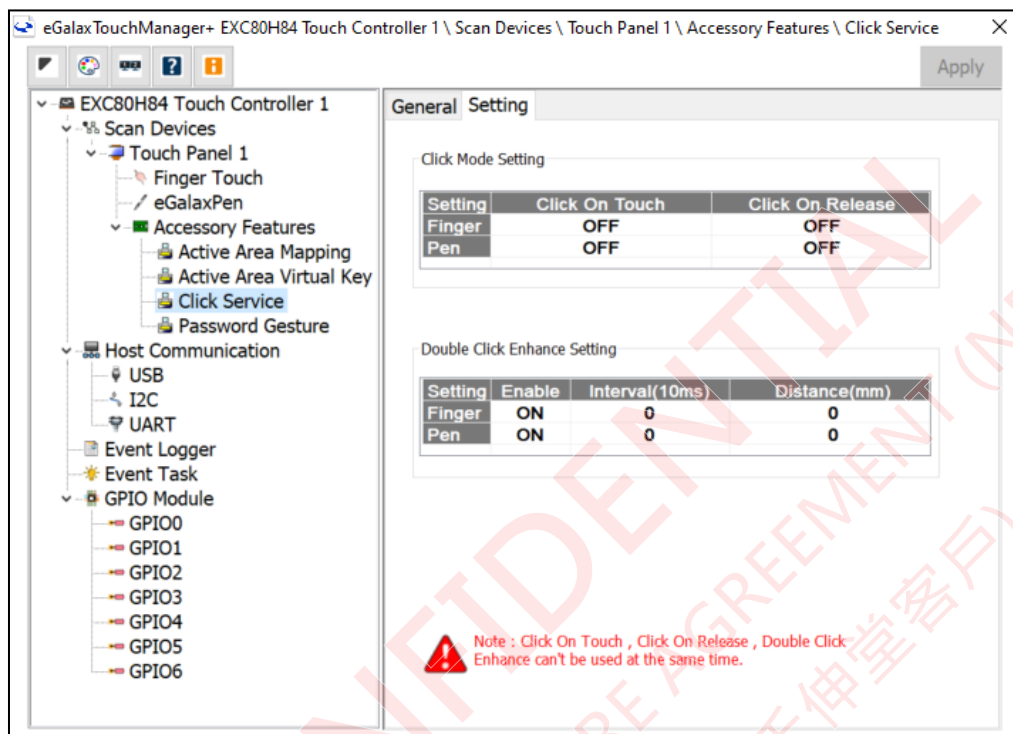 eGalaxTouchManager+ EXC80H84 Touch Controller 1 \ Scan Devices \ Touch Panel 1 \ Accessory Features \ Click Service
Apply
EXC80H84 Touch Controller 1
Scan Devices
Touch Panel 1
Finger Touch
eGalaxPen
Accessory Features
Active Area Mapping
Active Area Virtual Key
Click Service
Password Gesture
Host Communication
USB
I2C
UART
Event Logger
Event Task
GPIO Module
GPIO0
GPIO1
GPIO2
GPIO3
GPIO4
GPIO5
GPIO6
General Setting
Click Mode Setting
Setting Click On Touch Click On Release
Finger OFF OFF
Pen OFF OFF
Double Click Enhance Setting
Setting Enable Interval(10ms) Distance(mm)
Finger ON 0 0
Pen ON 0 0
Note : Click On Touch , Click On Release , Double Click
Enhance can't be used at the same time.